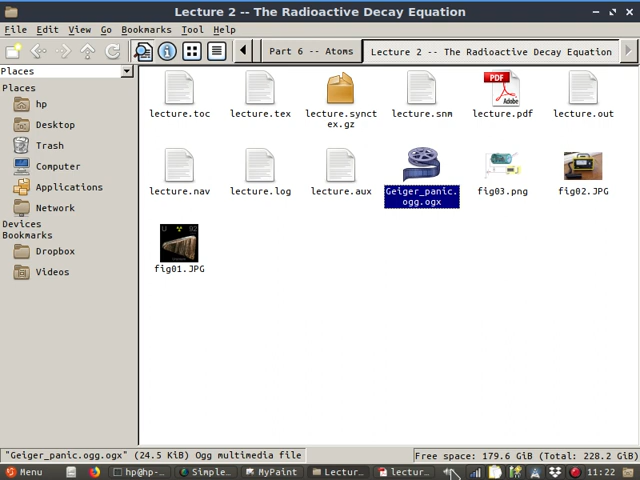 Lecture 2 -- The Radioactive Decay Equation
File Edit View Go Bookmarks Tool Help
Part 6 -- Atoms
Lecture 2 -- The Radioactive Decay Equation
Places
Places
hp
Desktop
Trash
Computer
Applications
Network
Devices
Bookmarks
Dropbox
Videos
lecture.toc
lecture.tex
lecture.synct
ex.gz
lecture.snm
PDF
Adobe
lecture.pdf
lecture.out
lecture.nav
lecture.log
lecture.aux
Geiger_panic.
ogg.ogx
fig03.png
fig02.JPG
U 92
fig01.JPG
"Geiger_panic.ogg.ogx" (24.5 KiB) Ogg multimedia file
Free space: 179.6 GiB (Total: 228.2 GiB)
Menu
hp@hp-...
Simple...
MyPaint
Lectur...
lectur...
11:22